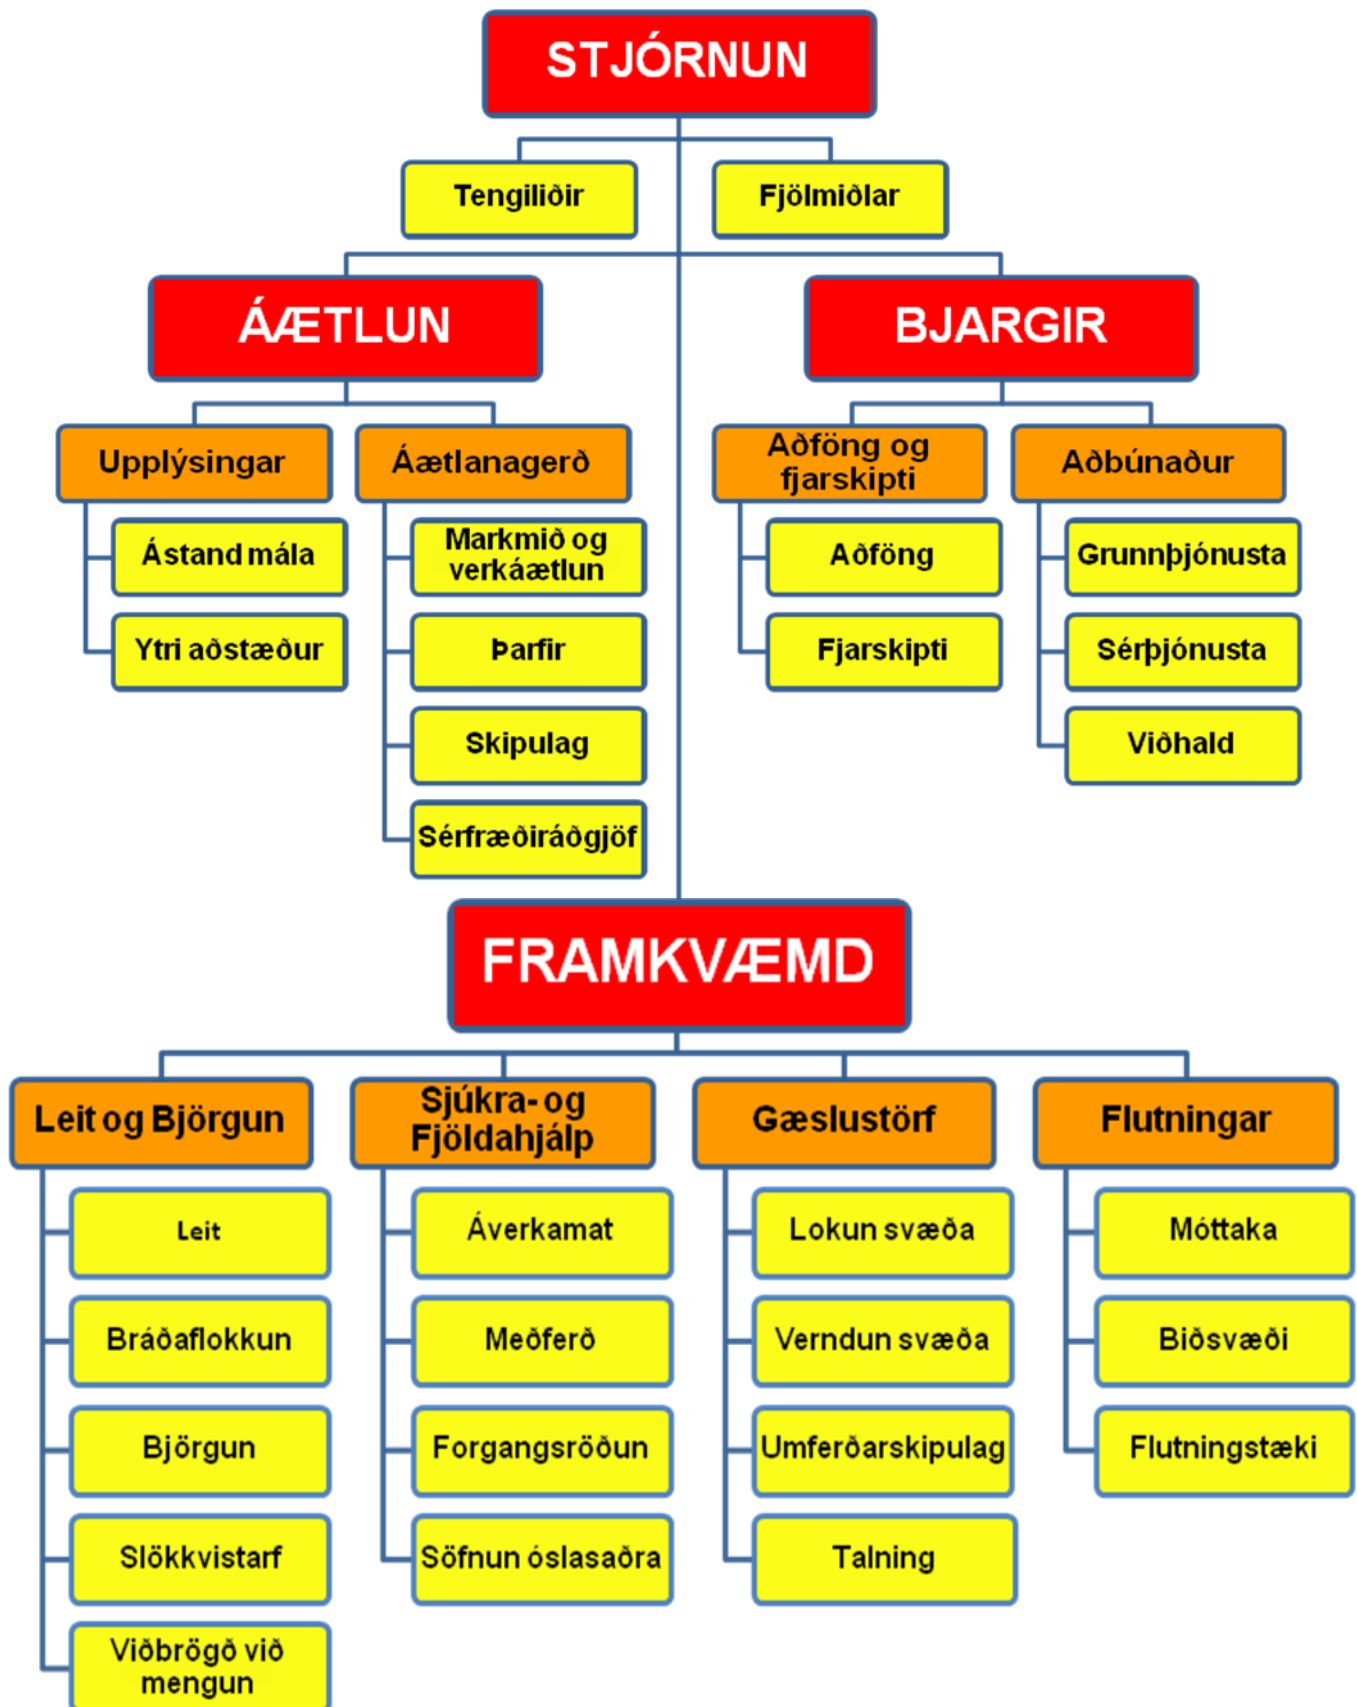 STJÓRNUN
Tengiliðir
Fjölmiðlar
ÁÆTLUN
BJARGIR
Upplýsingar
Áætlanagerð
Aðföng og
fjarskipti
Aðbúnaður
Ástand mála
Markmið og
verkáætlun
Aðföng
Grunnþjónusta
Ytri aðstæður
Þarfir
Fjarskipti
Sérþjónusta
Skipulag
Viðhald
Sérfræðiráðgjöf
FRAMKVÆMD
Leit og Björgun
Sjúkra- og
Fjöldahjálp
Gæslustörf
Flutningar
Leit
Áverkamat
Lokun svæða
Móttaka
Bráðaflokkun
Meðferð
Verndun svæða
Biðsvæði
Björgun
Forgangsröðun
Umferðarskipulag
Flutningstæki
Slökkvistarf
Söfnun óslasaðra
Talning
Viðbrögð við
mengun